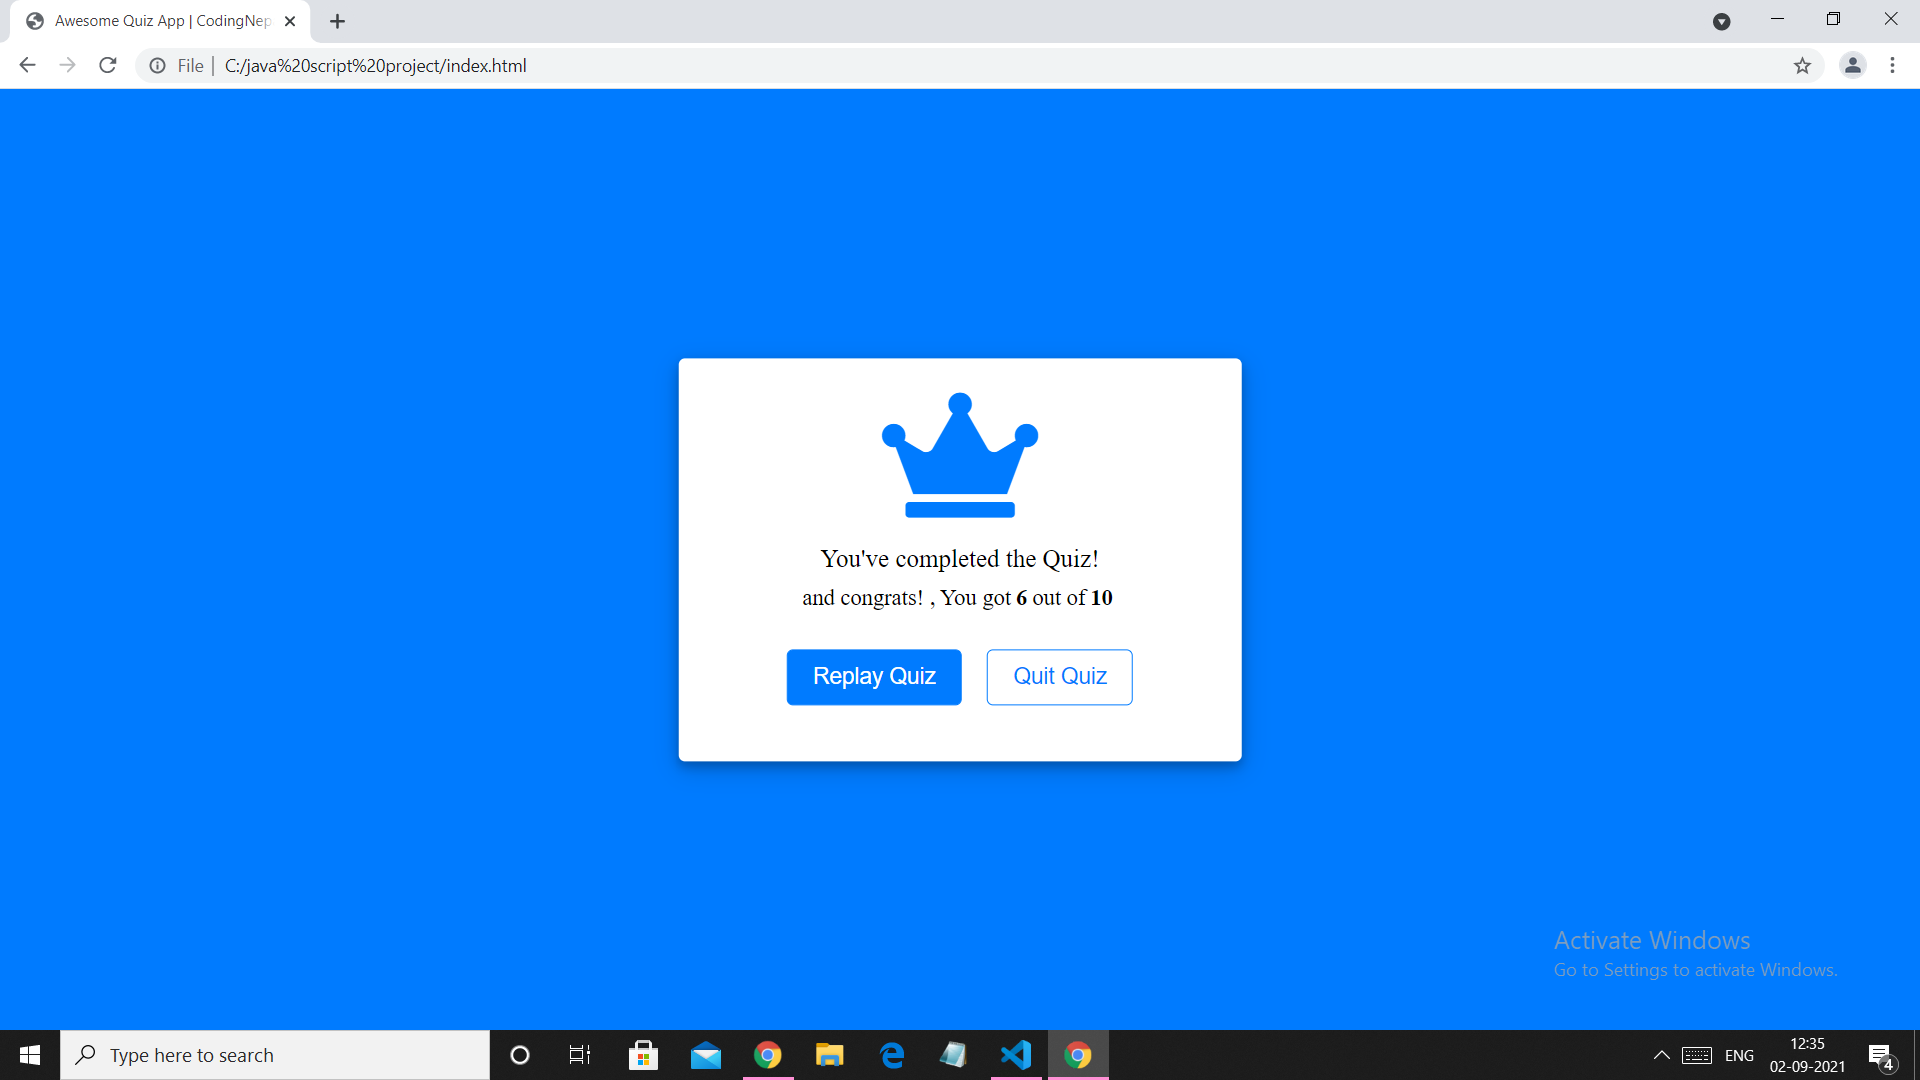 Awesome Quiz App | CodingNep
File | C:/java%20script%20project/index.html
You've completed the Quiz!
and congrats! , You got 6 out of 10
Replay Quiz Quit Quiz
Activate Windows
Go to Settings to activate Windows.
Type here to search
ENG
12:35
02-09-2021
4